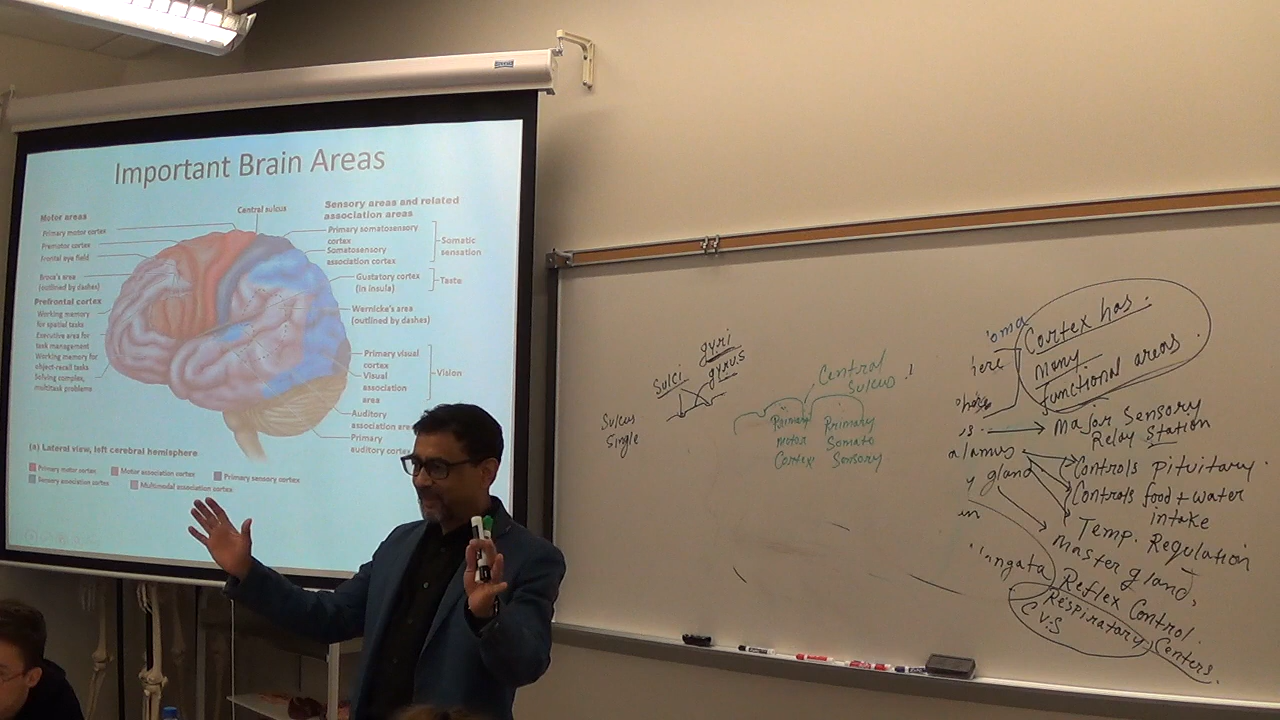 Important Brain Areas
Motor areas
Primary motor cortex
Premotor cortex
Frontal eye field
Broca's area
(outlined by dashes)
Prefrontal cortex
Working memory
for spatial tasks
Executive area for
task management
Working memory for
object-recall tasks
Solving complex,
multitask problems
Central sulcus
Sensory areas and related
association areas
Primary somatosensory
cortex
Somatosensory
association cortex
Somatic
sensation
Gustatory cortex
(in insula)
Taste
Wernicke's area
(outlined by dashes)
Primary visual
cortex
Visual
association
area
Vision
Auditory
association area
Primary
auditory cortex
(a) Lateral view, left cerebral hemisphere
Primary motor cortex
Motor association cortex
Primary sensory cortex
Sensory association cortex
Multimodal association cortex
Sulcus
Single
Sulci
gyri
gyrus
Central
Sulcus !
Primary
motor
Cortex
Primary
Somato
Sensory
Cortex has
many
functional areas.
here
is
Major Sensory
Relay Station
alamus
y gland
Controls pituitary.
Controls food + water
intake
Temp. Regulation
master gland,
ngata
Reflex Control.
Respiratory Centers.
C.V.S